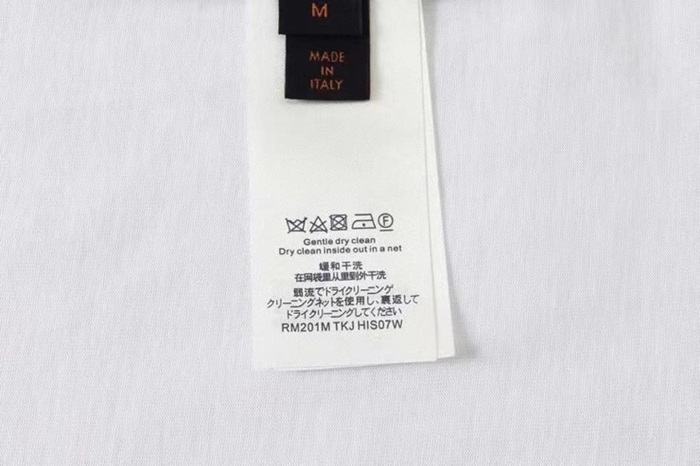 M
MADE
IN
ITALY
F
Gentle dry clean
Dry clean inside out in a net
缓和干洗
在网袋里从里到外干洗
弱流でドライクリーニング
クリーニングネットを使用し、裏返して
ドライクリーニングしてください
RM201M TKJ HIS07W